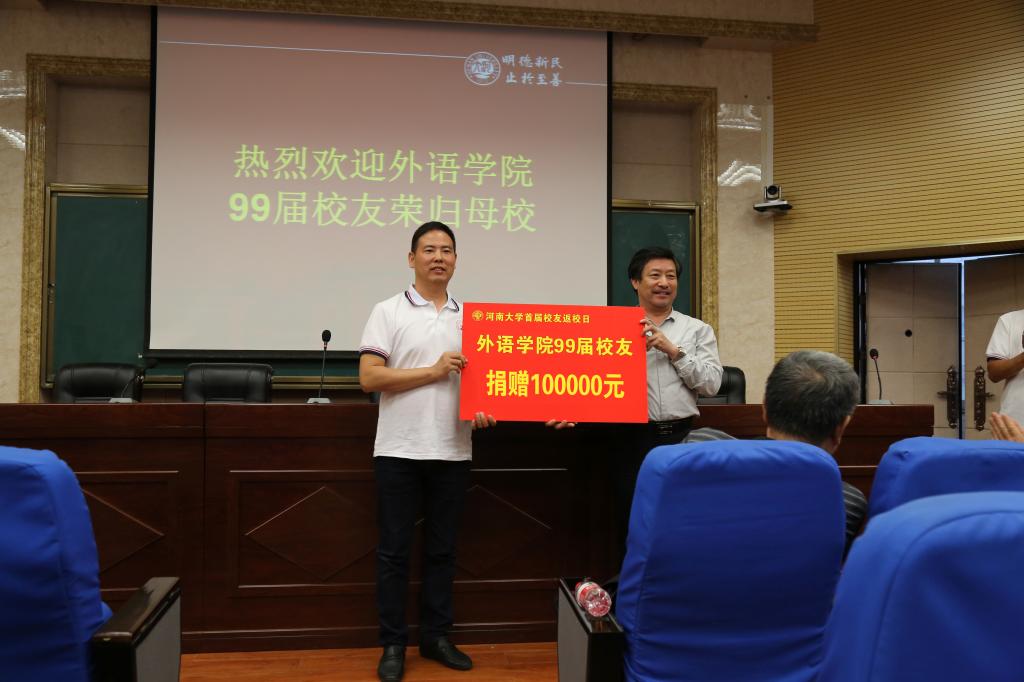 明德新民
止於至善
热烈欢迎外语学院
99届校友荣归母校
河南大学首届校友返校日
外语学院99届校友
捐赠100000元